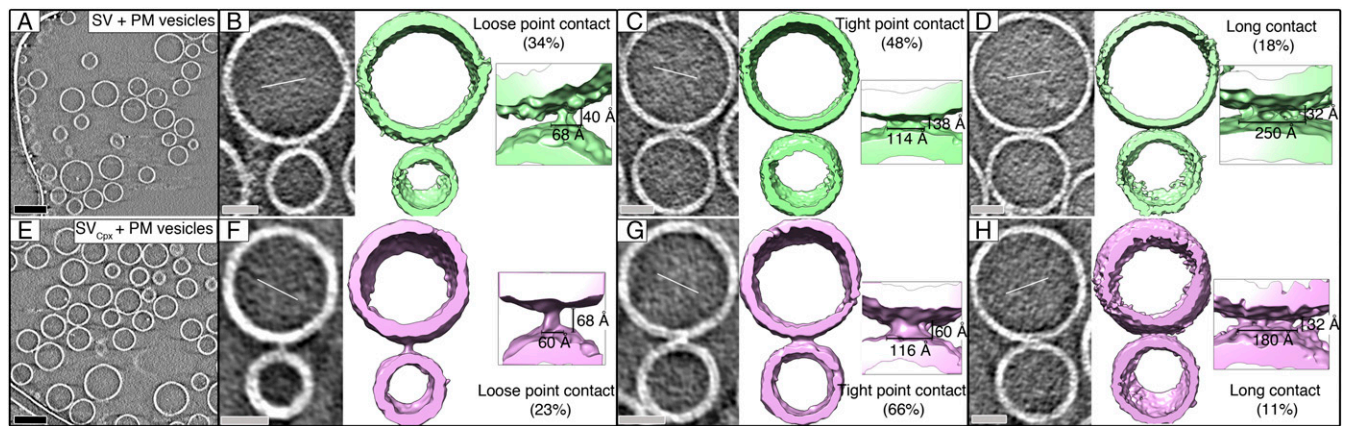 A
SV + PM vesicles
B
Loose point contact
(34%)
40 Å
68 Å
C
Tight point contact
(48%)
38 Å
114 Å
D
Long contact
(18%)
32 Å
250 Å
E
SVCpx + PM vesicles
F
68 Å
60 Å
Loose point contact
(23%)
G
60 Å
116 Å
Tight point contact
(66%)
H
32 Å
180 Å
Long contact
(11%)